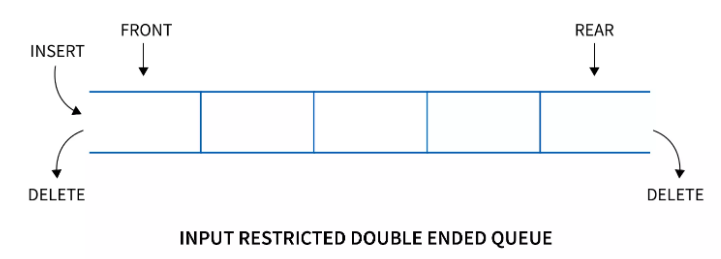 FRONT
REAR
INSERT
DELETE
DELETE
INPUT RESTRICTED DOUBLE ENDED QUEUE